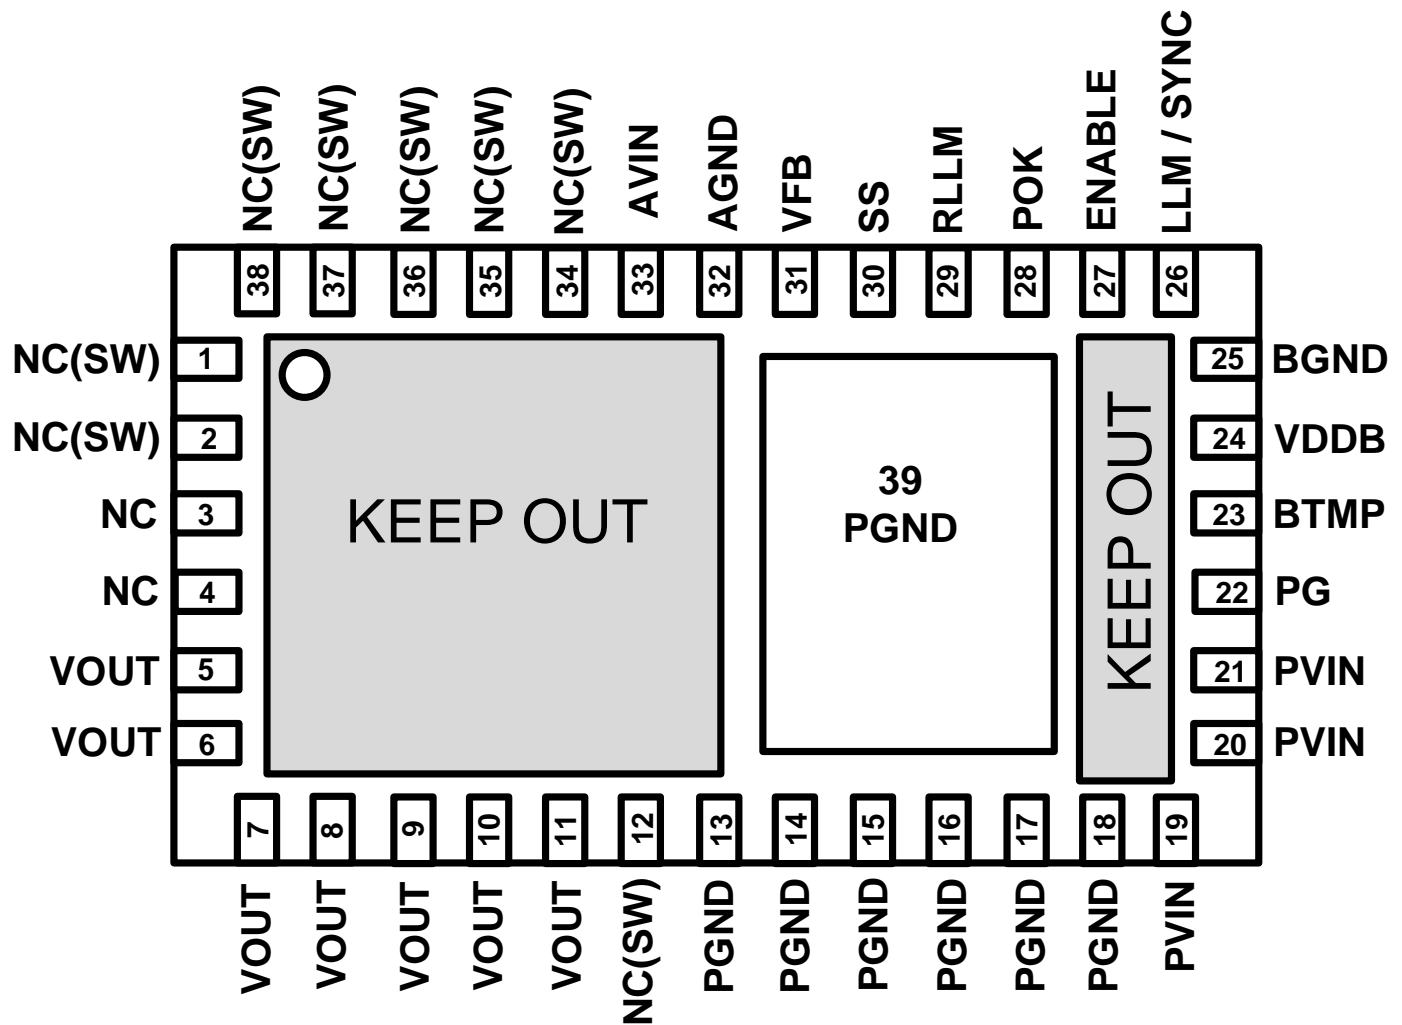 NC(SW)
NC(SW)
NC(SW)
NC(SW)
NC(SW)
AVIN
AGND
VFB
SS
RLLM
POK
ENABLE
LLM / SYNC
38
37
36
35
34
33
32
31
30
29
28
27
26
NC(SW) 1
NC(SW) 2
NC 3
NC 4
VOUT 5
VOUT 6
KEEP OUT
39
PGND
KEEP OUT
25 BGND
24 VDDB
23 BTMP
22 PG
21 PVIN
20 PVIN
7
8
9
10
11
12
13
14
15
16
17
18
19
VOUT
VOUT
VOUT
VOUT
VOUT
NC(SW)
PGND
PGND
PGND
PGND
PGND
PGND
PVIN